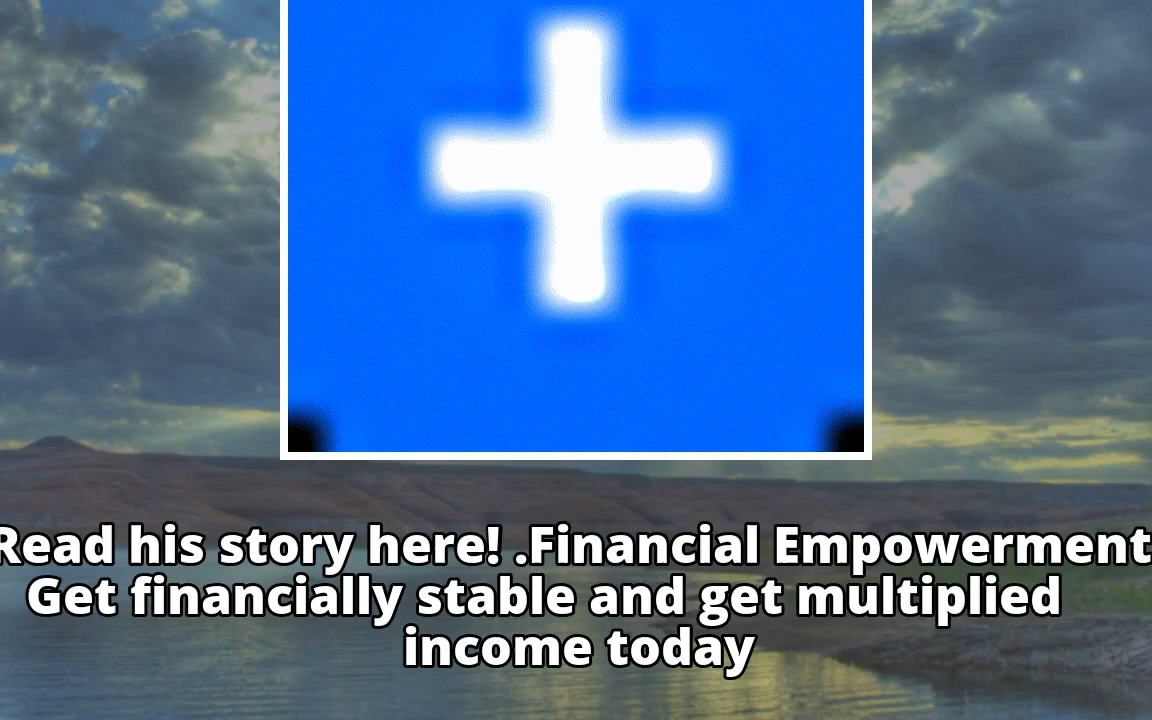 Read his story here! .Financial Empowerment
Get financially stable and get multiplied
income today